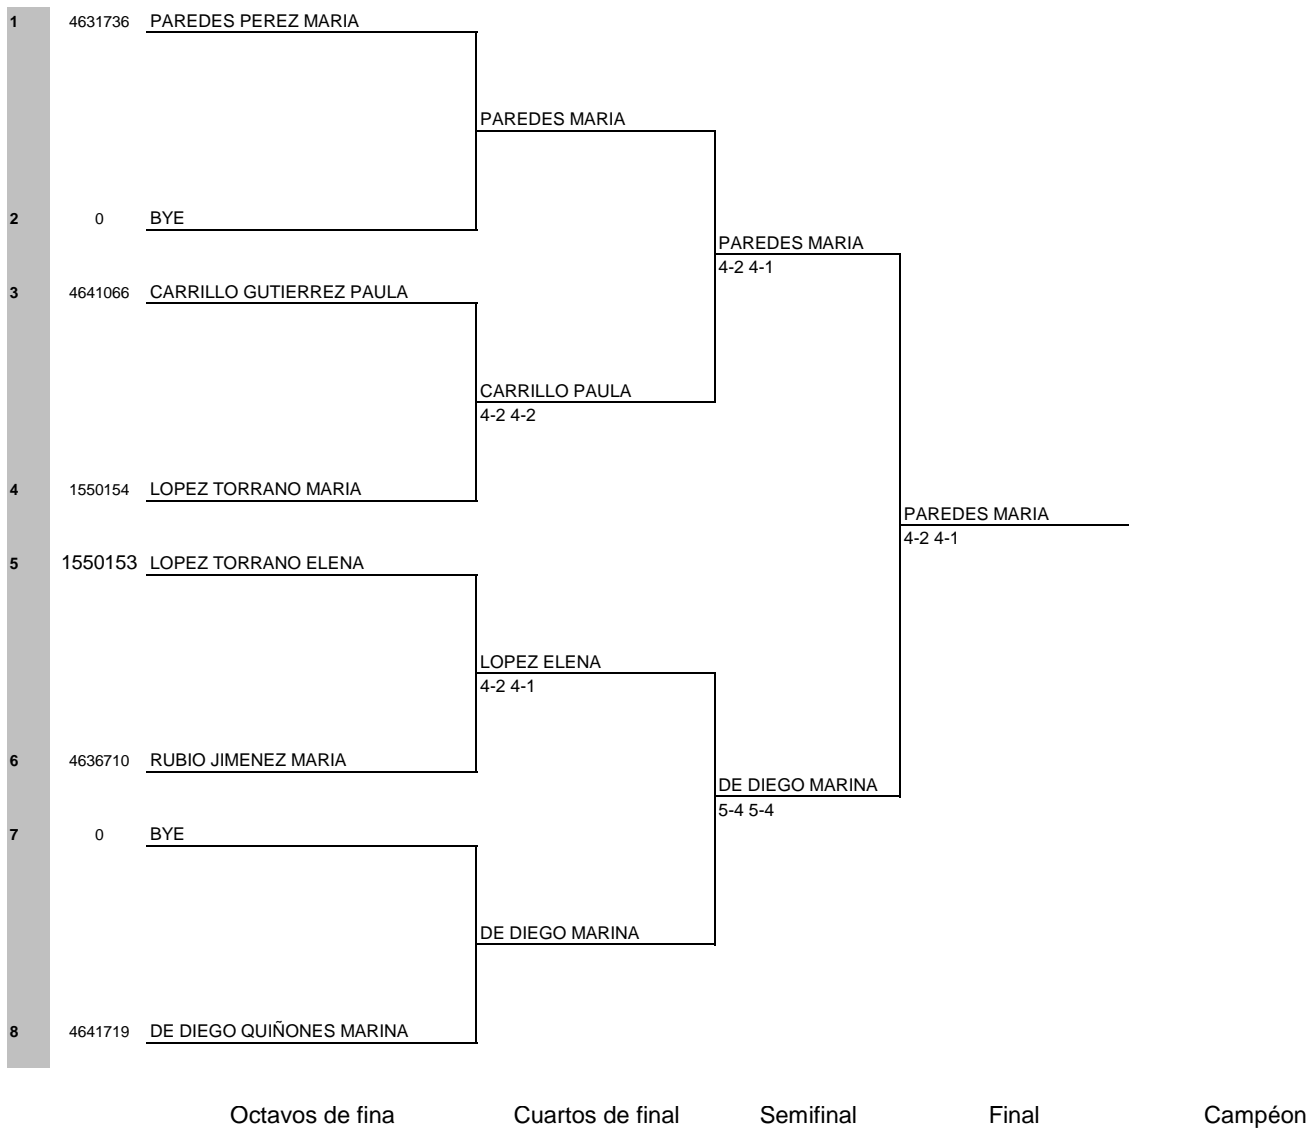 1 4631736 PAREDES PEREZ MARIA
PAREDES MARIA
2 0 BYE
PAREDES MARIA
4-2 4-1
3 4641066 CARRILLO GUTIERREZ PAULA
CARRILLO PAULA
4-2 4-2
4 1550154 LOPEZ TORRANO MARIA
PAREDES MARIA
4-2 4-1
5 1550153 LOPEZ TORRANO ELENA
LOPEZ ELENA
4-2 4-1
6 4636710 RUBIO JIMENEZ MARIA
DE DIEGO MARINA
5-4 5-4
7 0 BYE
DE DIEGO MARINA
8 4641719 DE DIEGO QUIÑONES MARINA
Octavos de fina Cuartos de final Semifinal Final Campéon